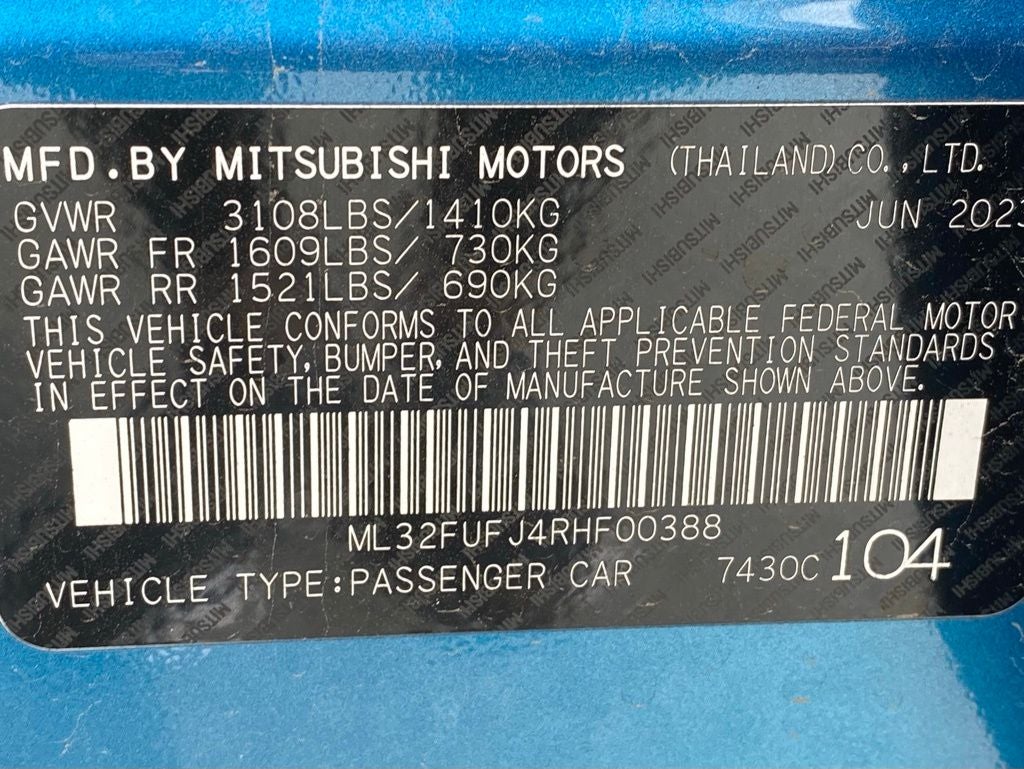 MFD.BY MITSUBISHI MOTORS (THAILAND)CO.,LTD.
GVWR 3108LBS/1410KG JUN 2023
GAWR FR 1609LBS/ 730KG
GAWR RR 1521LBS/ 690KG
THIS VEHICLE CONFORMS TO ALL APPLICABLE FEDERAL MOTOR
VEHICLE SAFETY, BUMPER, AND THEFT PREVENTION STANDARDS
IN EFFECT ON THE DATE OF MANUFACTURE SHOWN ABOVE.
ML32FUFJ4RHF00388
VEHICLE TYPE:PASSENGER CAR 7430C 104